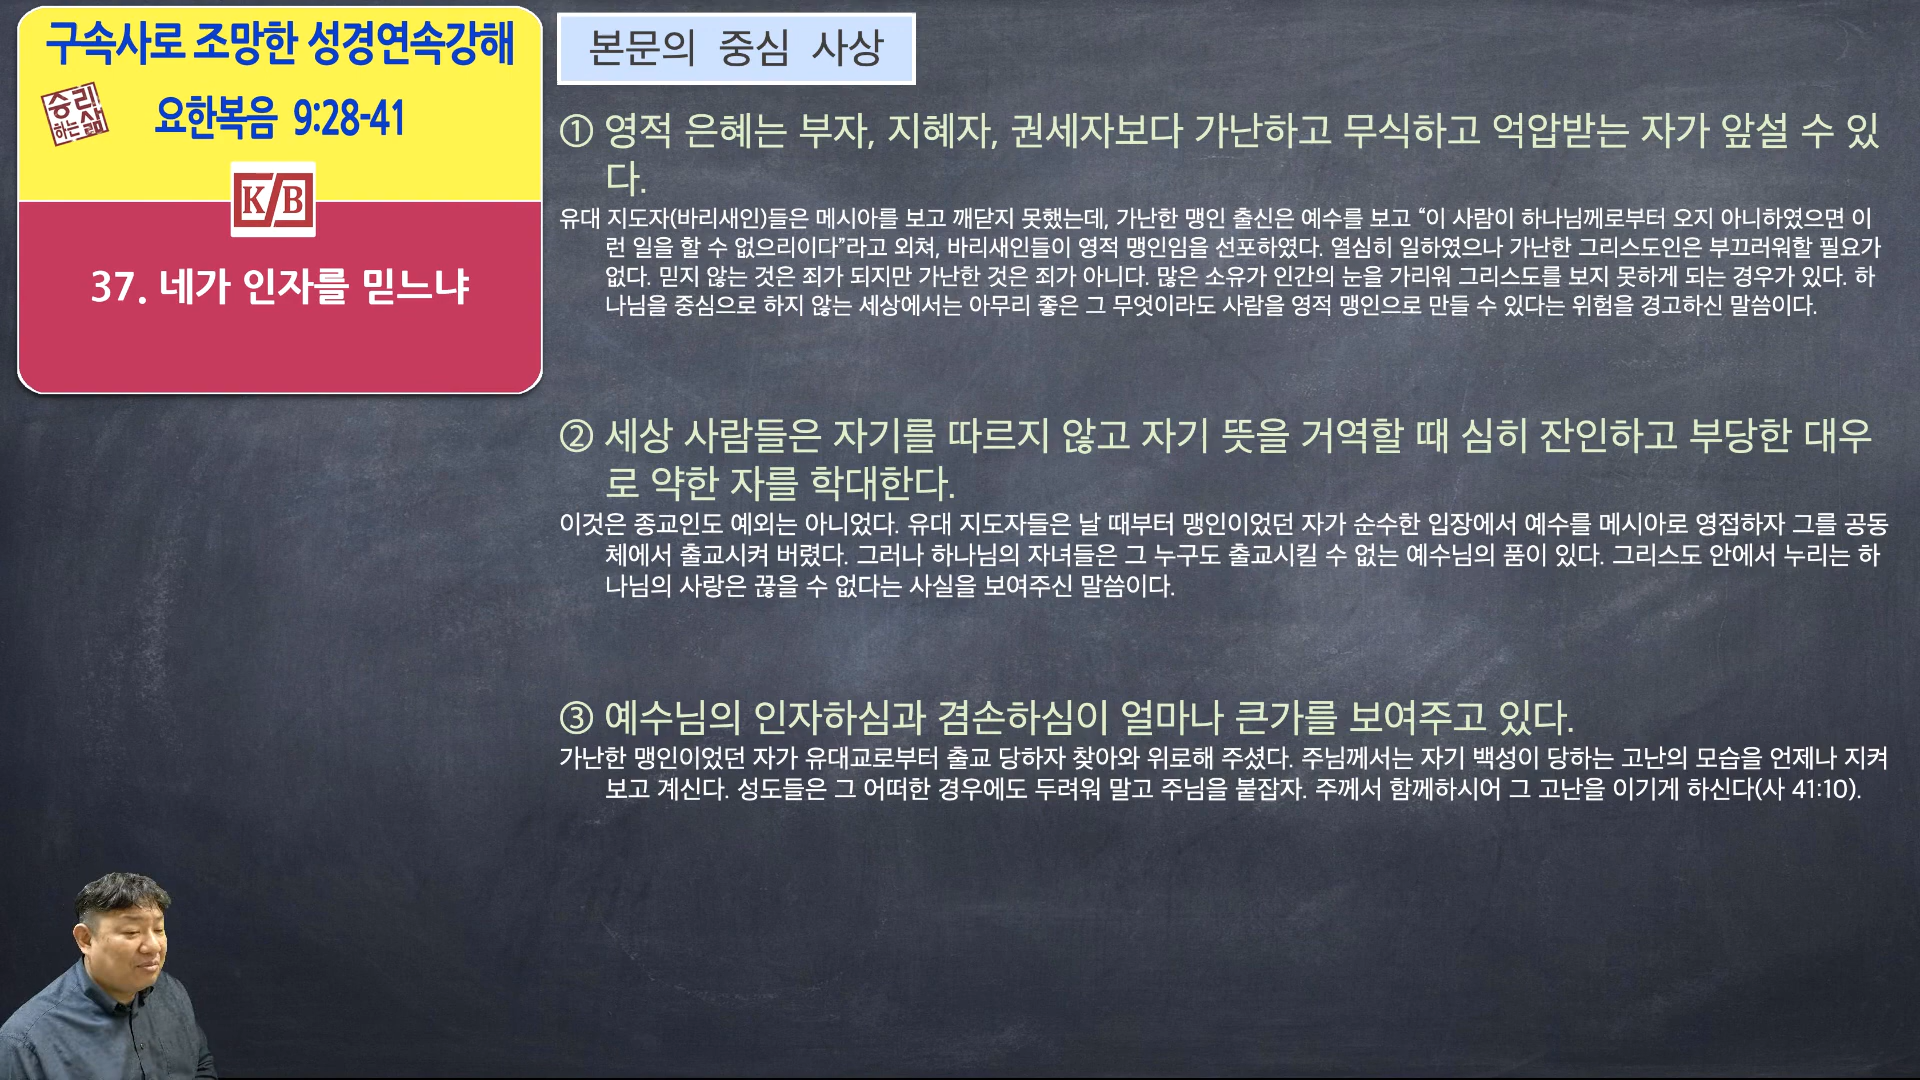 구속사로 조망한 성경연속강해
승리하는 삶
요한복음 9:28-41
K/B
37. 네가 인자를 믿느냐
본문의 중심 사상
① 영적 은혜는 부자, 지혜자, 권세자보다 가난하고 무식하고 억압받는 자가 앞설 수 있
다.
유대 지도자(바리새인)들은 메시아를 보고 깨닫지 못했는데, 가난한 맹인 출신은 예수를 보고 “이 사람이 하나님께로부터 오지 아니하였으면 이
런 일을 할 수 없으리이다”라고 외쳐, 바리새인들이 영적 맹인임을 선포하였다. 열심히 일하였으나 가난한 그리스도인은 부끄러워할 필요가
없다. 믿지 않는 것은 죄가 되지만 가난한 것은 죄가 아니다. 많은 소유가 인간의 눈을 가리워 그리스도를 보지 못하게 되는 경우가 있다. 하
나님을 중심으로 하지 않는 세상에서는 아무리 좋은 그 무엇이라도 사람을 영적 맹인으로 만들 수 있다는 위험을 경고하신 말씀이다.
② 세상 사람들은 자기를 따르지 않고 자기 뜻을 거역할 때 심히 잔인하고 부당한 대우
로 약한 자를 학대한다.
이것은 종교인도 예외는 아니었다. 유대 지도자들은 날 때부터 맹인이었던 자가 순수한 입장에서 예수를 메시아로 영접하자 그를 공동
체에서 출교시켜 버렸다. 그러나 하나님의 자녀들은 그 누구도 출교시킬 수 없는 예수님의 품이 있다. 그리스도 안에서 누리는 하
나님의 사랑은 끊을 수 없다는 사실을 보여주신 말씀이다.
③ 예수님의 인자하심과 겸손하심이 얼마나 큰가를 보여주고 있다.
가난한 맹인이었던 자가 유대교로부터 출교 당하자 찾아와 위로해 주셨다. 주님께서는 자기 백성이 당하는 고난의 모습을 언제나 지켜
보고 계신다. 성도들은 그 어떠한 경우에도 두려워 말고 주님을 붙잡자. 주께서 함께하시어 그 고난을 이기게 하신다(사 41:10).